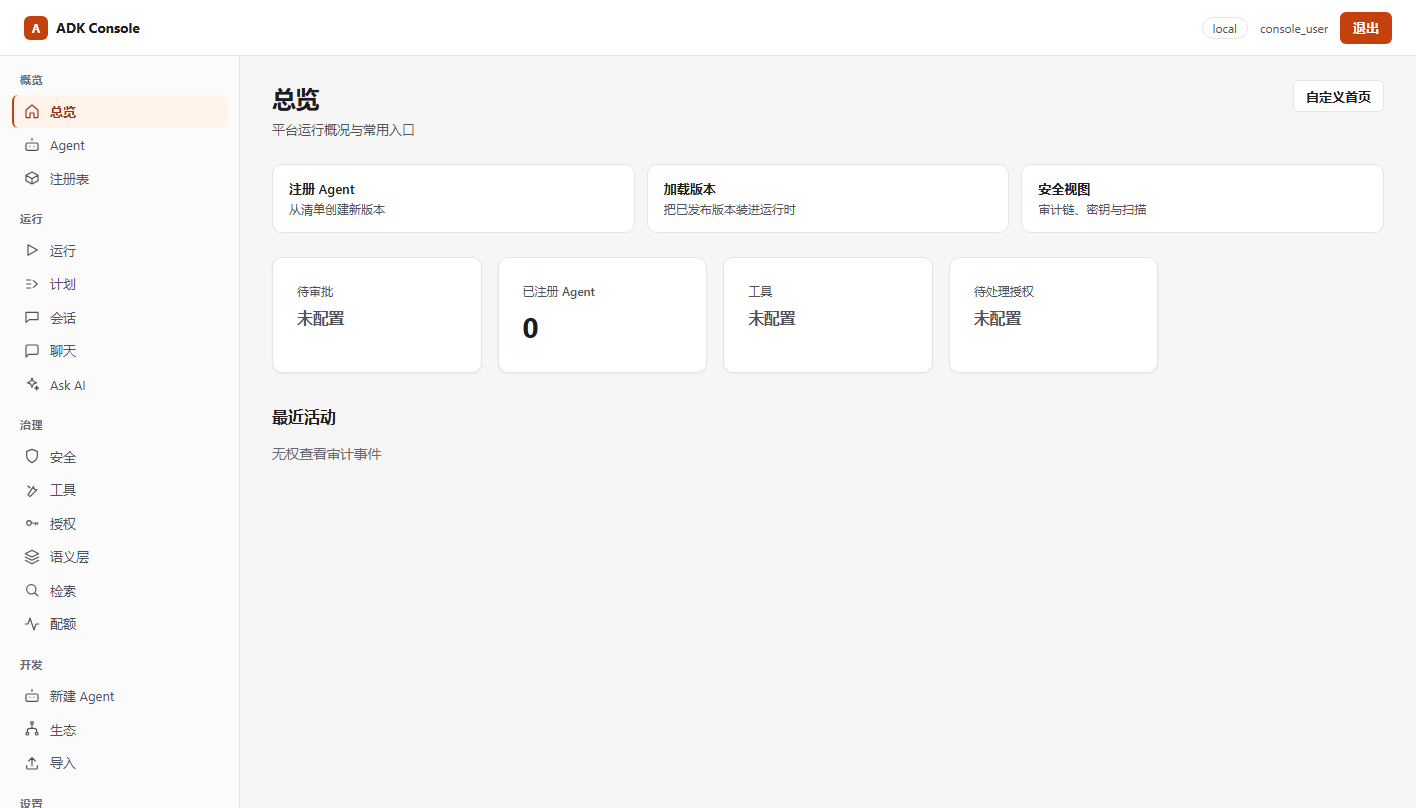 A ADK Console
local console_user 退出
概览
总览
Agent
注册表
运行
运行
计划
会话
聊天
Ask AI
治理
安全
工具
授权
语义层
检索
配额
开发
新建 Agent
生态
导入
设置
总览
自定义首页
平台运行概况与常用入口
注册 Agent
从清单创建新版本
加载版本
把已发布版本装进运行时
安全视图
审计链、密钥与扫描
待审批
未配置
已注册 Agent
0
工具
未配置
待处理授权
未配置
最近活动
无权查看审计事件